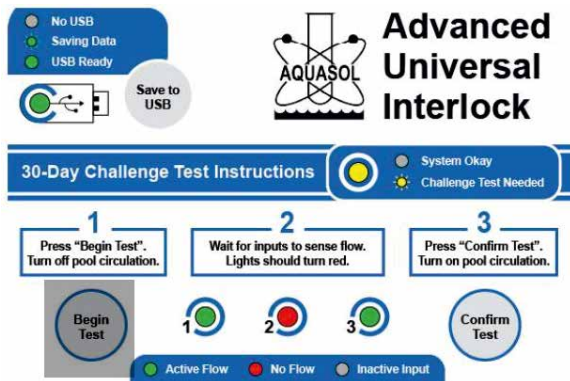 No USB
Saving Data
USB Ready
Save to
USB
AQUASOL
Advanced
Universal
Interlock
30-Day Challenge Test Instructions
System Okay
Challenge Test Needed
1
Press “Begin Test”.
Turn off pool circulation.
2
Wait for inputs to sense flow.
Lights should turn red.
3
Press “Confirm Test”.
Turn on pool circulation.
Begin
Test
1
2
3
Confirm
Test
Active Flow
No Flow
Inactive Input